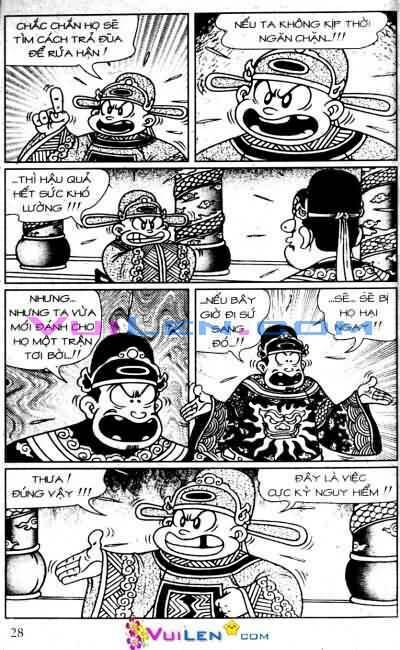 CHẮC CHẮN HỌ SẼ
TÌM CÁCH TRẢ ĐŨA
ĐỂ RỬA HẬN !
NẾU TA KHÔNG KỊP THỜI
NGĂN CHẶN...!!!
...THÌ HẬU QUẢ
HẾT SỨC KHÓ
LƯỜNG !!!
NHƯNG...
NHƯNG TA VỪA
MỚI ĐÁNH CHO
HỌ MỘT TRẬN
TƠI BỜI..!!
...NẾU BÂY
GIỜ ĐI SỨ
SANG
ĐÓ..!!
...SẼ... SẼ BỊ
HỌ HẠI
NGAY !!!
VUILEN.COM
THƯA !
ĐÚNG VẬY !!!
ĐÂY LÀ VIỆC
CỰC KỲ NGUY HIỂM !!
28
VUILEN.COM